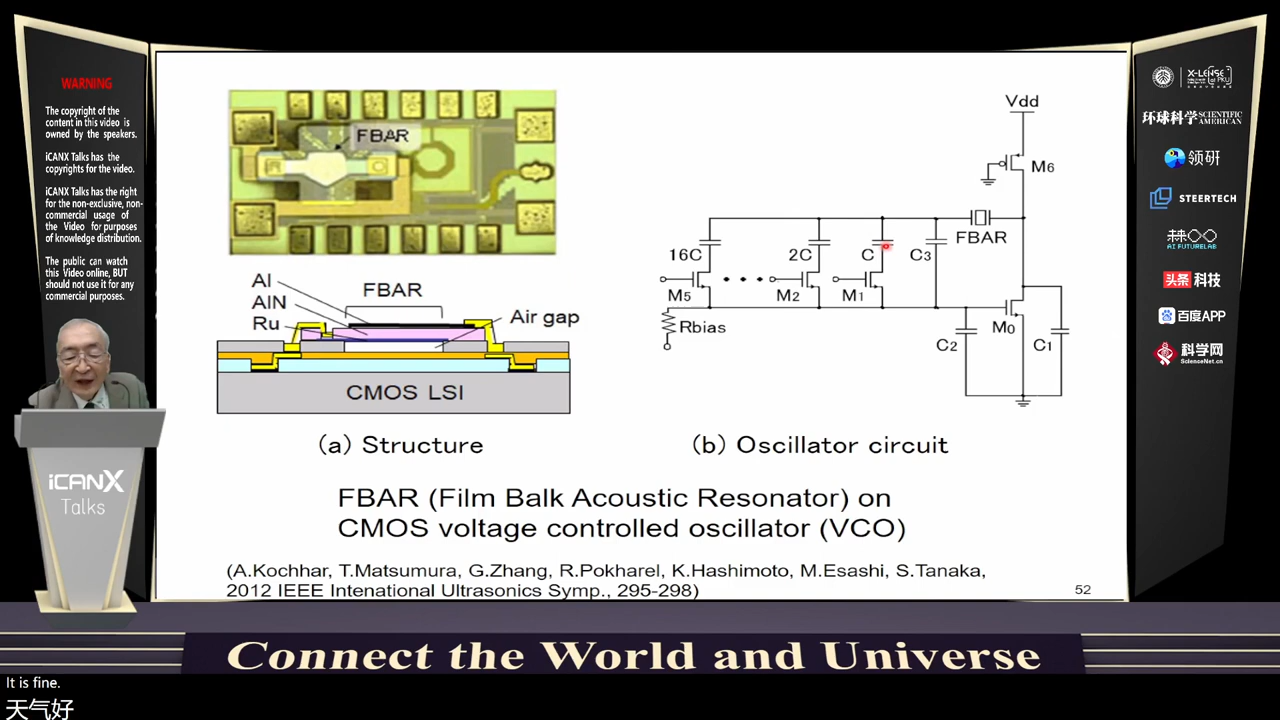 WARNING
The copyright of the
content in this video is
owned by the speakers.
iCANX Talks has the
copyrights for the video.
iCANX Talks has the right
for the non-exclusive, non-
commercial usage of
the Video for purposes
of knowledge distribution.
The public can watch
this Video online, BUT
should not use it for any
commercial purposes.
iCANX
Talks
FBAR
Al
AlN
Ru
FBAR
Air gap
CMOS LSI
(a) Structure
Vdd
M6
16C
2C
C
C3
FBAR
M5
M2
M1
M0
Rbias
C2
C1
(b) Oscillator circuit
FBAR (Film Balk Acoustic Resonator) on
CMOS voltage controlled oscillator (VCO)
(A.Kochhar, T.Matsumura, G.Zhang, R.Pokharel, K.Hashimoto, M.Esashi, S.Tanaka,
2012 IEEE Intenational Ultrasonics Symp., 295-298)
52
X-LENSE
环球科学 SCIENTIFIC AMERICAN
领研
STEERTECH
AI FUTURELAB
头条 科技
百度APP
科学网
ScienceNet.cn
Connect the World and Universe
It is fine.
天气好